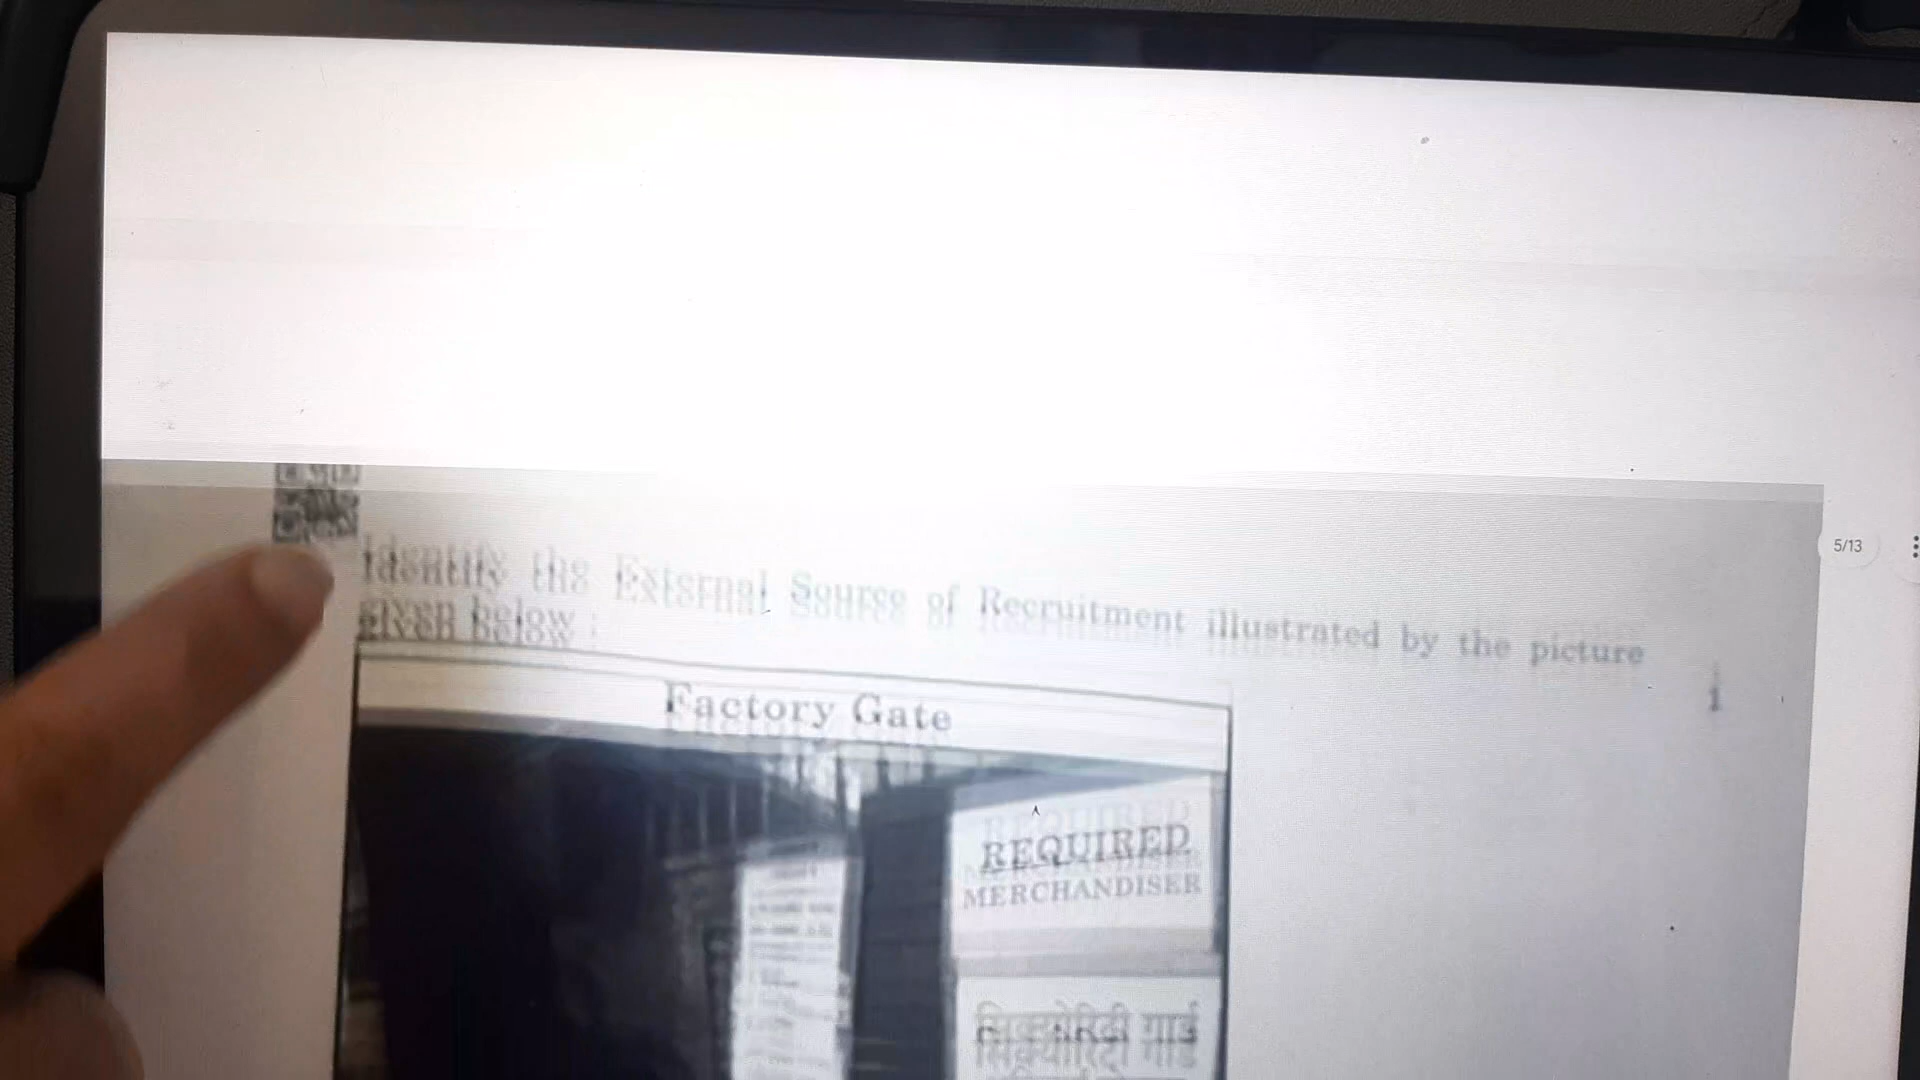 Identify the External Source of Recruitment illustrated by the picture
given below :
1
5/13
Factory Gate
REQUIRED
MERCHANDISER
सिक्योरिटी गार्ड